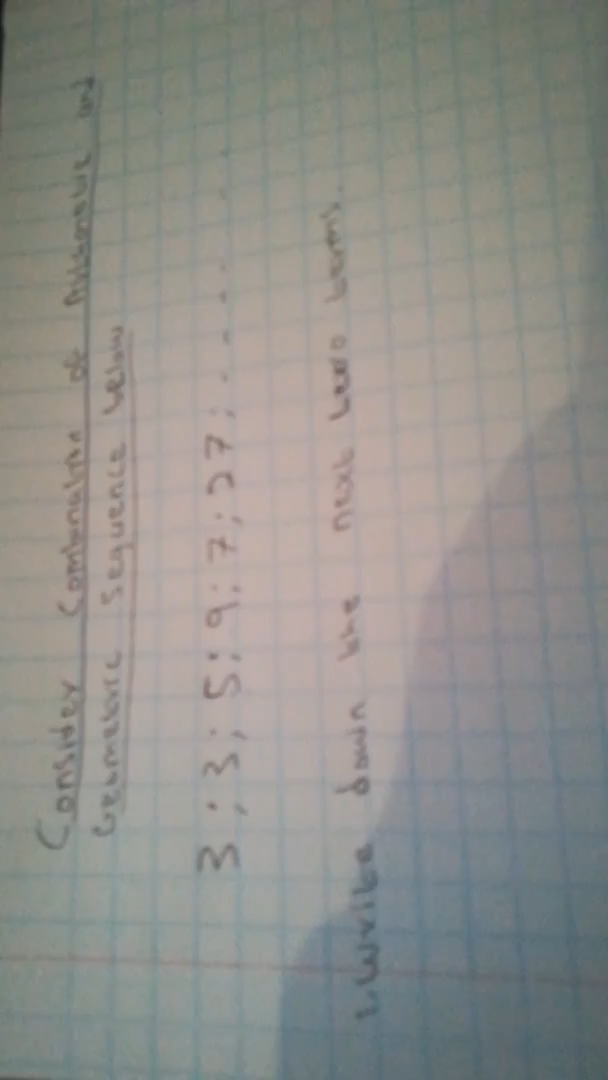 Consider Combination of Arithmetic and
Geometric Sequence below
3 ; 3 ; 5 ; 9 ; 7 ; 27 ; . . . . .
1. Write down the next two terms.